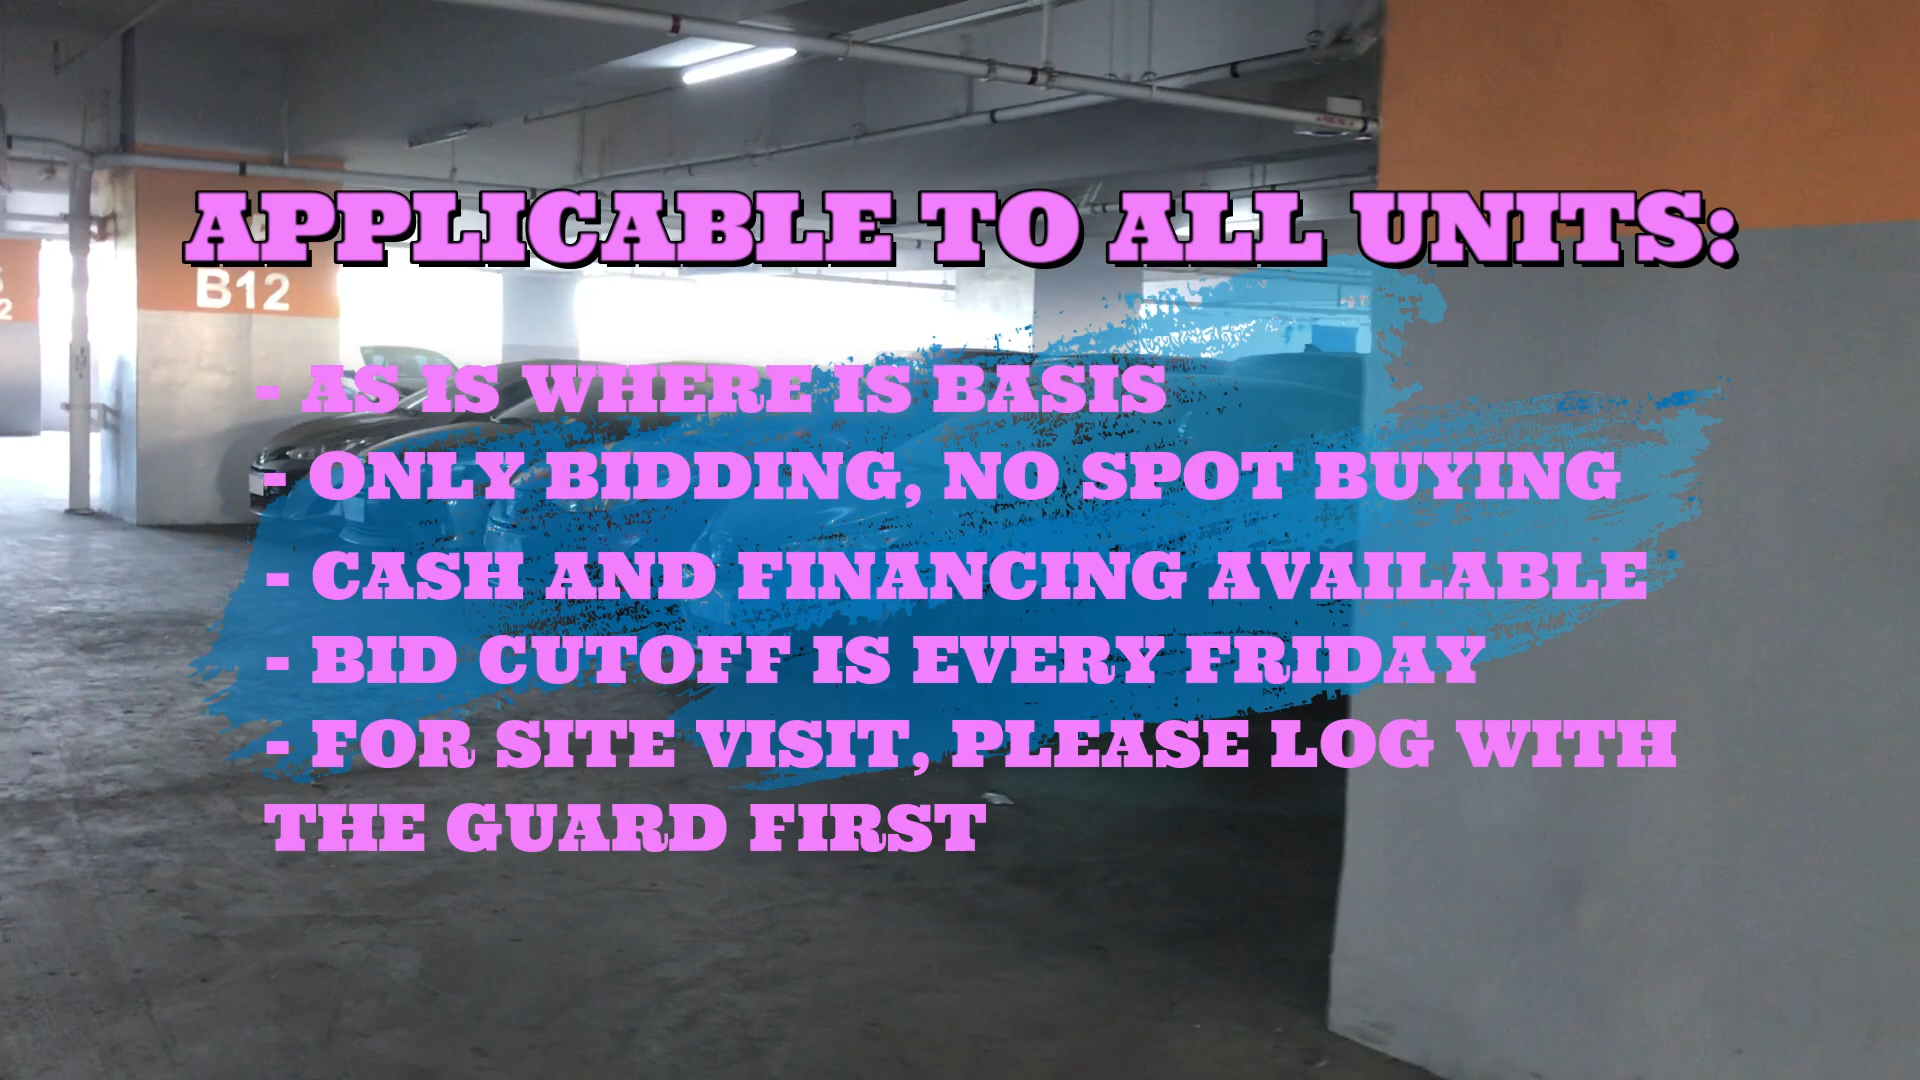 APPLICABLE TO ALL UNITS:
B12
2
- AS IS WHERE IS BASIS
- ONLY BIDDING, NO SPOT BUYING
- CASH AND FINANCING AVAILABLE
- BID CUTOFF IS EVERY FRIDAY
- FOR SITE VISIT, PLEASE LOG WITH
THE GUARD FIRST